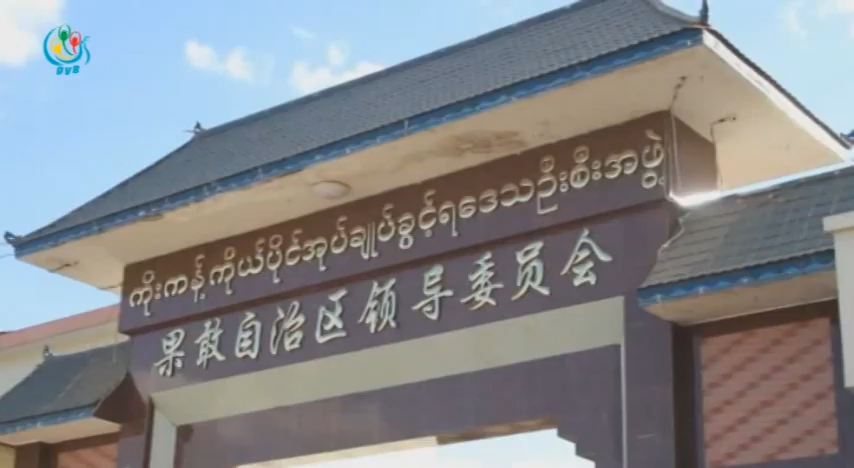 DVB
ကိုးကန့်ကိုယ်ပိုင်အုပ်ချုပ်ခွင့်ရဒေသဦးစီးအဖွဲ့
果敢自治区领导委员会